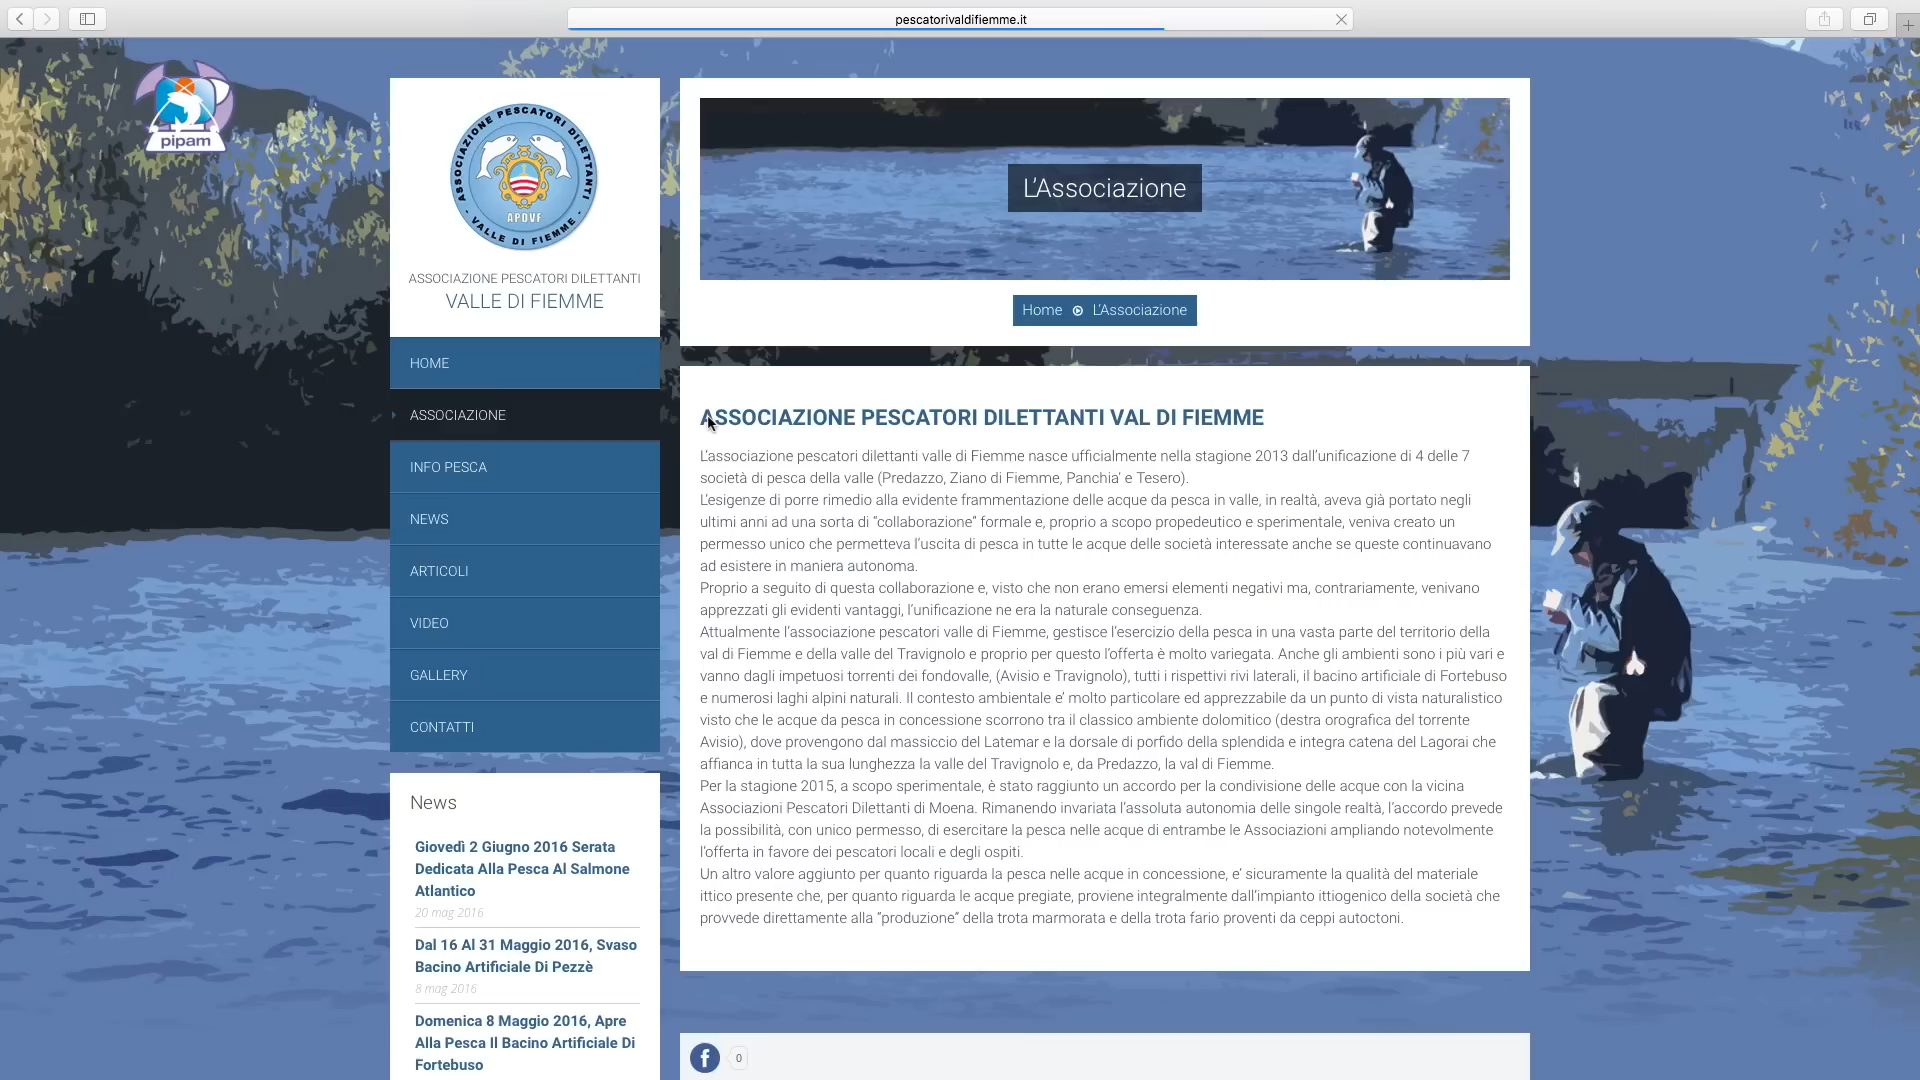 pescatorivaldifiemme.it
pipam
ASSOCIAZIONE PESCATORI DILETTANTI
APDVF
- VALLE DI FIEMME -
ASSOCIAZIONE PESCATORI DILETTANTI
VALLE DI FIEMME
HOME
ASSOCIAZIONE
INFO PESCA
NEWS
ARTICOLI
VIDEO
GALLERY
CONTATTI
News
Giovedì 2 Giugno 2016 Serata
Dedicata Alla Pesca Al Salmone
Atlantico
20 mag 2016
Dal 16 Al 31 Maggio 2016, Svaso
Bacino Artificiale Di Pezzè
8 mag 2016
Domenica 8 Maggio 2016, Apre
Alla Pesca Il Bacino Artificiale Di
Fortebuso
L'Associazione
Home L'Associazione
ASSOCIAZIONE PESCATORI DILETTANTI VAL DI FIEMME
L'associazione pescatori dilettanti valle di Fiemme nasce ufficialmente nella stagione 2013 dall'unificazione di 4 delle 7
società di pesca della valle (Predazzo, Ziano di Fiemme, Panchia' e Tesero).
L'esigenze di porre rimedio alla evidente frammentazione delle acque da pesca in valle, in realtà, aveva già portato negli
ultimi anni ad una sorta di "collaborazione" formale e, proprio a scopo propedeutico e sperimentale, veniva creato un
permesso unico che permetteva l'uscita di pesca in tutte le acque delle società interessate anche se queste continuavano
ad esistere in maniera autonoma.
Proprio a seguito di questa collaborazione e, visto che non erano emersi elementi negativi ma, contrariamente, venivano
apprezzati gli evidenti vantaggi, l'unificazione ne era la naturale conseguenza.
Attualmente l'associazione pescatori valle di Fiemme, gestisce l'esercizio della pesca in una vasta parte del territorio della
val di Fiemme e della valle del Travignolo e proprio per questo l'offerta è molto variegata. Anche gli ambienti sono i più vari e
vanno dagli impetuosi torrenti dei fondovalle, (Avisio e Travignolo), tutti i rispettivi rivi laterali, il bacino artificiale di Fortebuso
e numerosi laghi alpini naturali. Il contesto ambientale e' molto particolare ed apprezzabile da un punto di vista naturalistico
visto che le acque da pesca in concessione scorrono tra il classico ambiente dolomitico (destra orografica del torrente
Avisio), dove provengono dal massiccio del Latemar e la dorsale di porfido della splendida e integra catena del Lagorai che
affianca in tutta la sua lunghezza la valle del Travignolo e, da Predazzo, la val di Fiemme.
Per la stagione 2015, a scopo sperimentale, è stato raggiunto un accordo per la condivisione delle acque con la vicina
Associazioni Pescatori Dilettanti di Moena. Rimanendo invariata l'assoluta autonomia delle singole realtà, l'accordo prevede
la possibilità, con unico permesso, di esercitare la pesca nelle acque di entrambe le Associazioni ampliando notevolmente
l'offerta in favore dei pescatori locali e degli ospiti.
Un altro valore aggiunto per quanto riguarda la pesca nelle acque in concessione, e' sicuramente la qualità del materiale
ittico presente che, per quanto riguarda le acque pregiate, proviene integralmente dall'impianto ittiogenico della società che
provvede direttamente alla "produzione" della trota marmorata e della trota fario proventi da ceppi autoctoni.
f 0